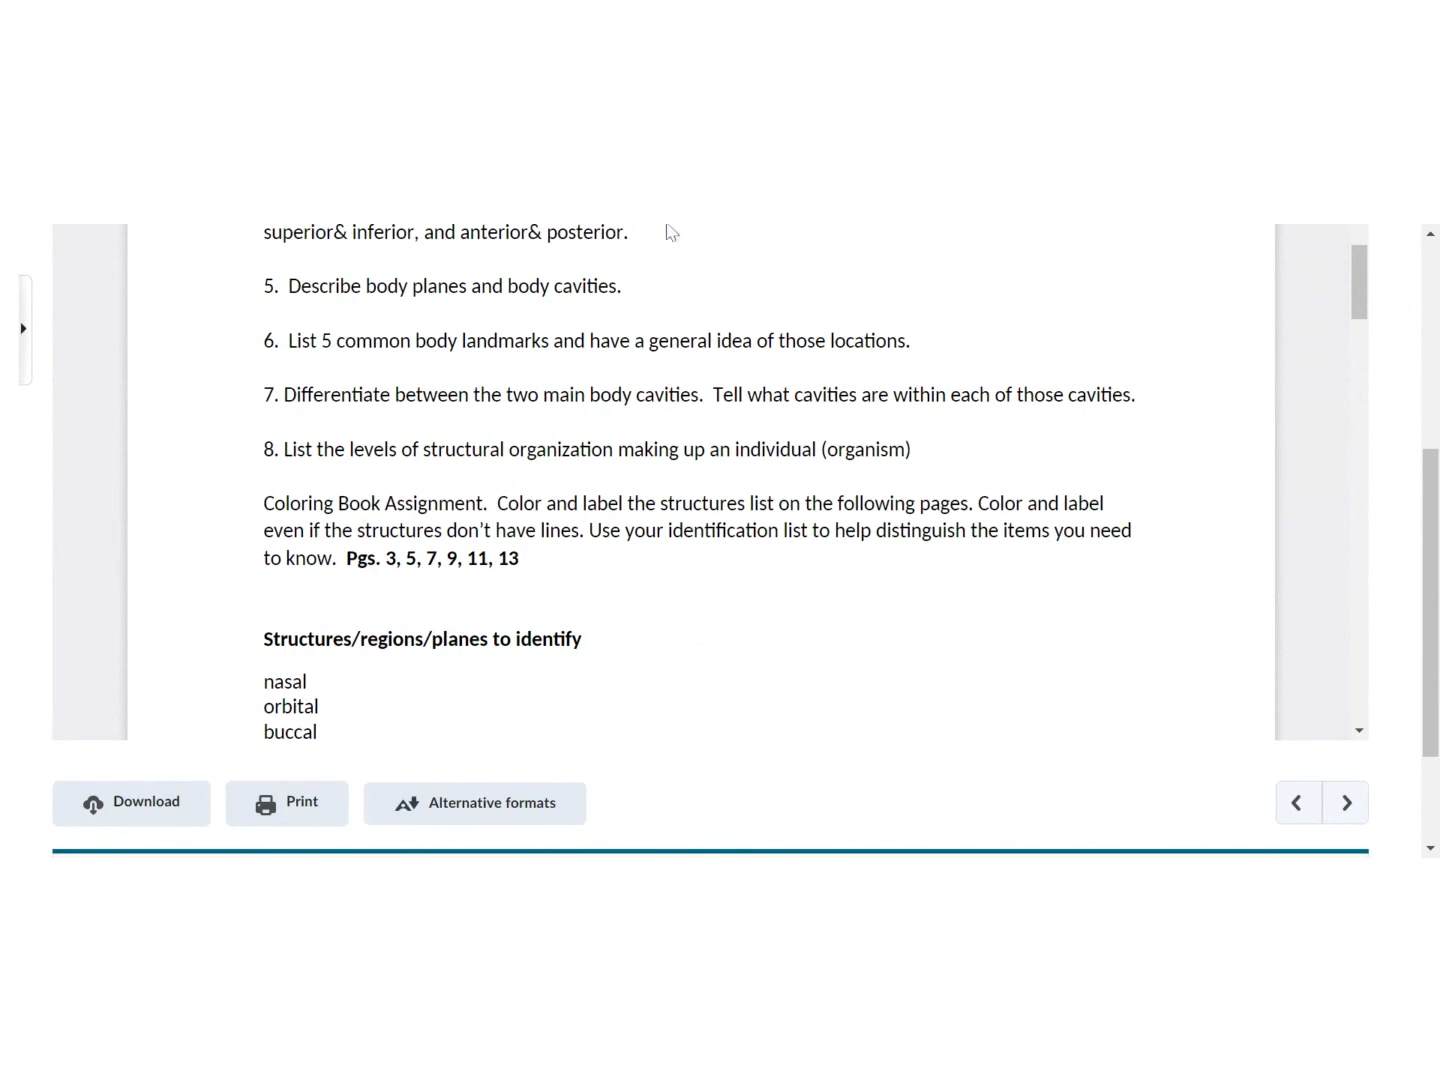 superior& inferior, and anterior& posterior.
5. Describe body planes and body cavities.
6. List 5 common body landmarks and have a general idea of those locations.
7. Differentiate between the two main body cavities. Tell what cavities are within each of those cavities.
8. List the levels of structural organization making up an individual (organism)
Coloring Book Assignment. Color and label the structures list on the following pages. Color and label
even if the structures don’t have lines. Use your identification list to help distinguish the items you need
to know. Pgs. 3, 5, 7, 9, 11, 13
Structures/regions/planes to identify
nasal
orbital
buccal
Download Print Alternative formats